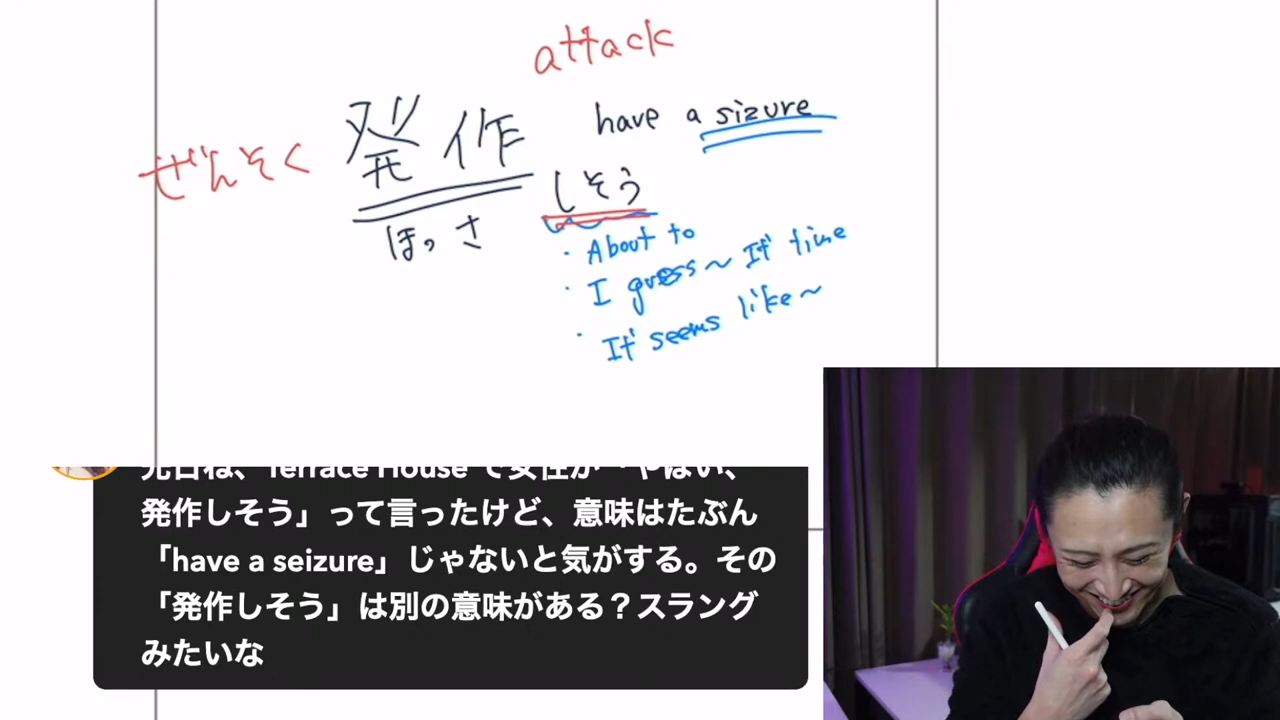 attack
have a sizure
ぜんそく 発作 しそう
ほっさ
・About to
・I guess ~ It time
・It seems like ~
元日ね、Terrace House で女性が「やばい、
発作しそう」って言ったけど、意味はたぶん
「have a seizure」じゃないと気がする。その
「発作しそう」は別の意味がある？スラング
みたいな